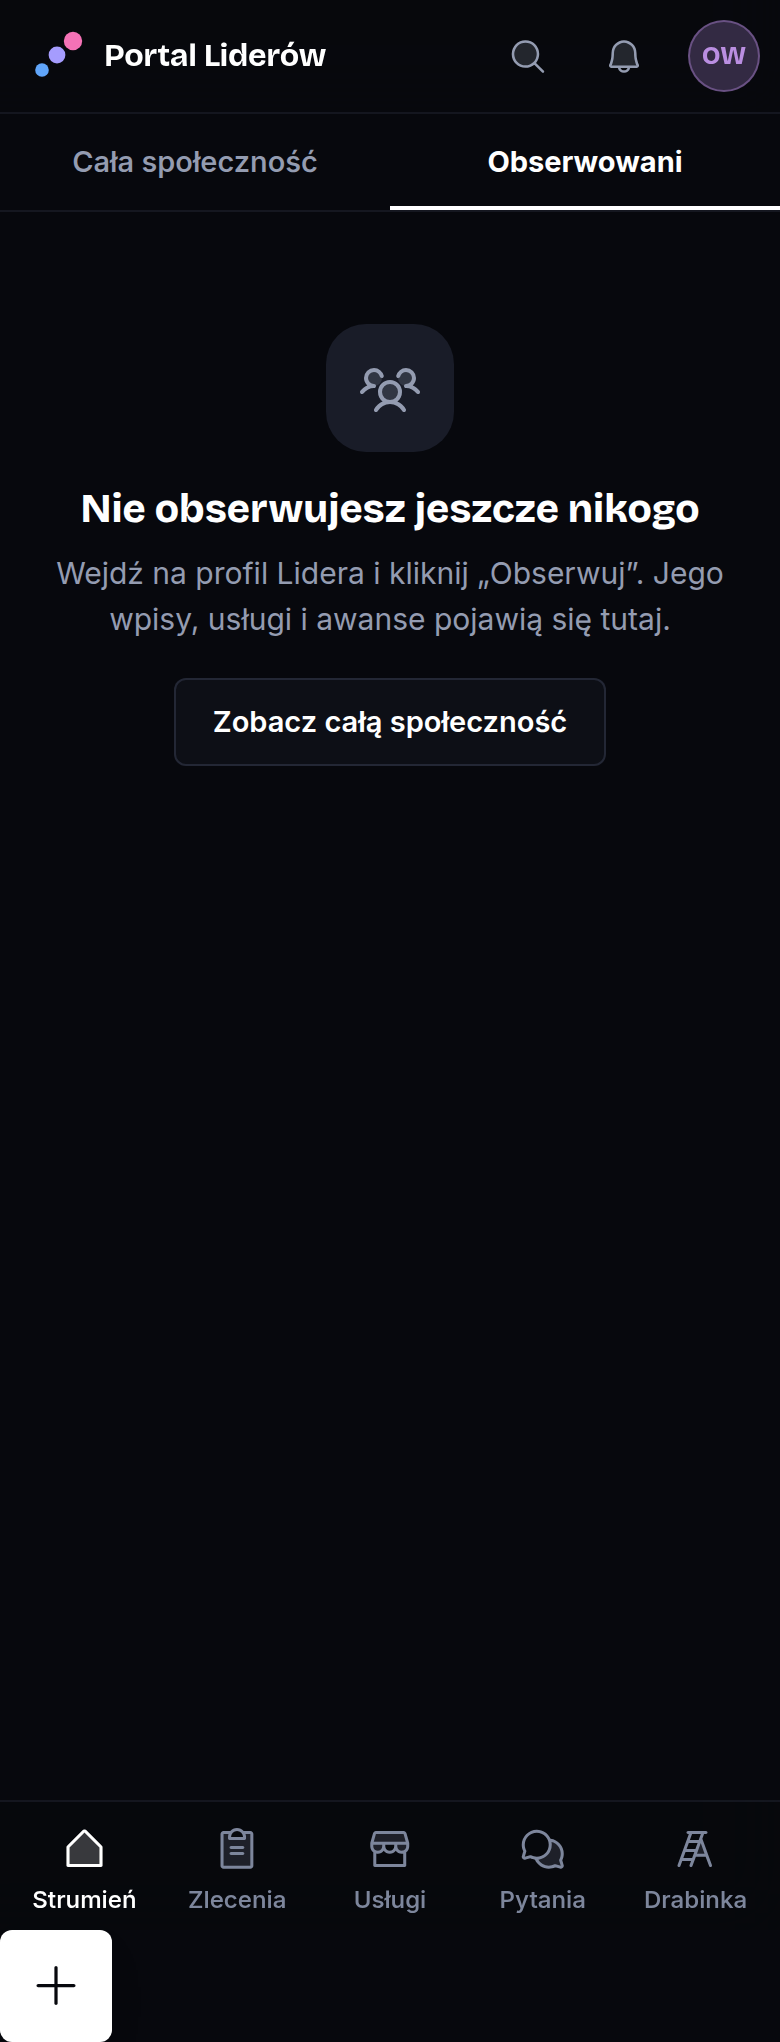 Portal Liderów
OW
Cała społeczność
Obserwowani
Nie obserwujesz jeszcze nikogo
Wejdź na profil Lidera i kliknij „Obserwuj”. Jego
wpisy, usługi i awanse pojawią się tutaj.
Zobacz całą społeczność
Strumień
Zlecenia
Usługi
Pytania
Drabinka